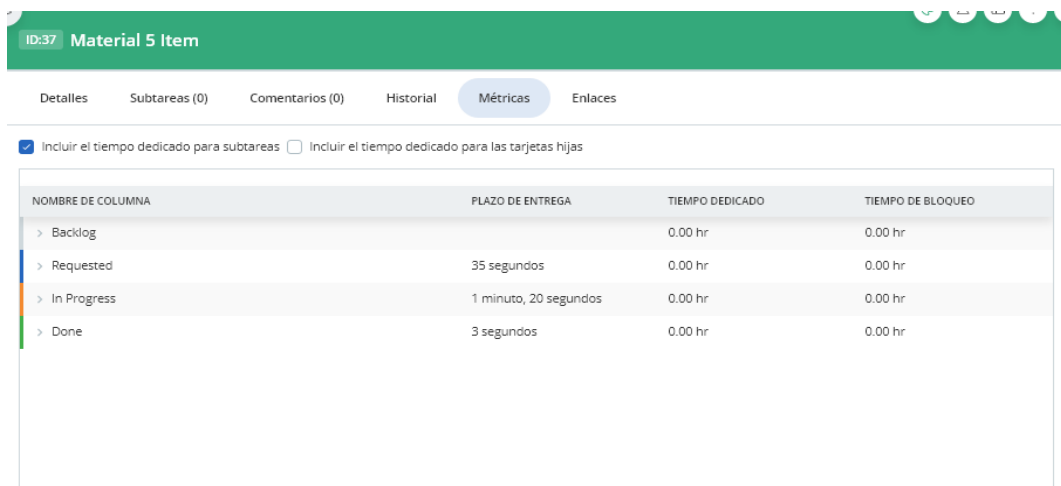 ID:37 Material 5 Item
Detalles Subtareas (0) Comentarios (0) Historial Métricas Enlaces
Incluir el tiempo dedicado para subtareas Incluir el tiempo dedicado para las tarjetas hijas
NOMBRE DE COLUMNA PLAZO DE ENTREGA TIEMPO DEDICADO TIEMPO DE BLOQUEO
Backlog 0.00 hr 0.00 hr
Requested 35 segundos 0.00 hr 0.00 hr
In Progress 1 minuto, 20 segundos 0.00 hr 0.00 hr
Done 3 segundos 0.00 hr 0.00 hr